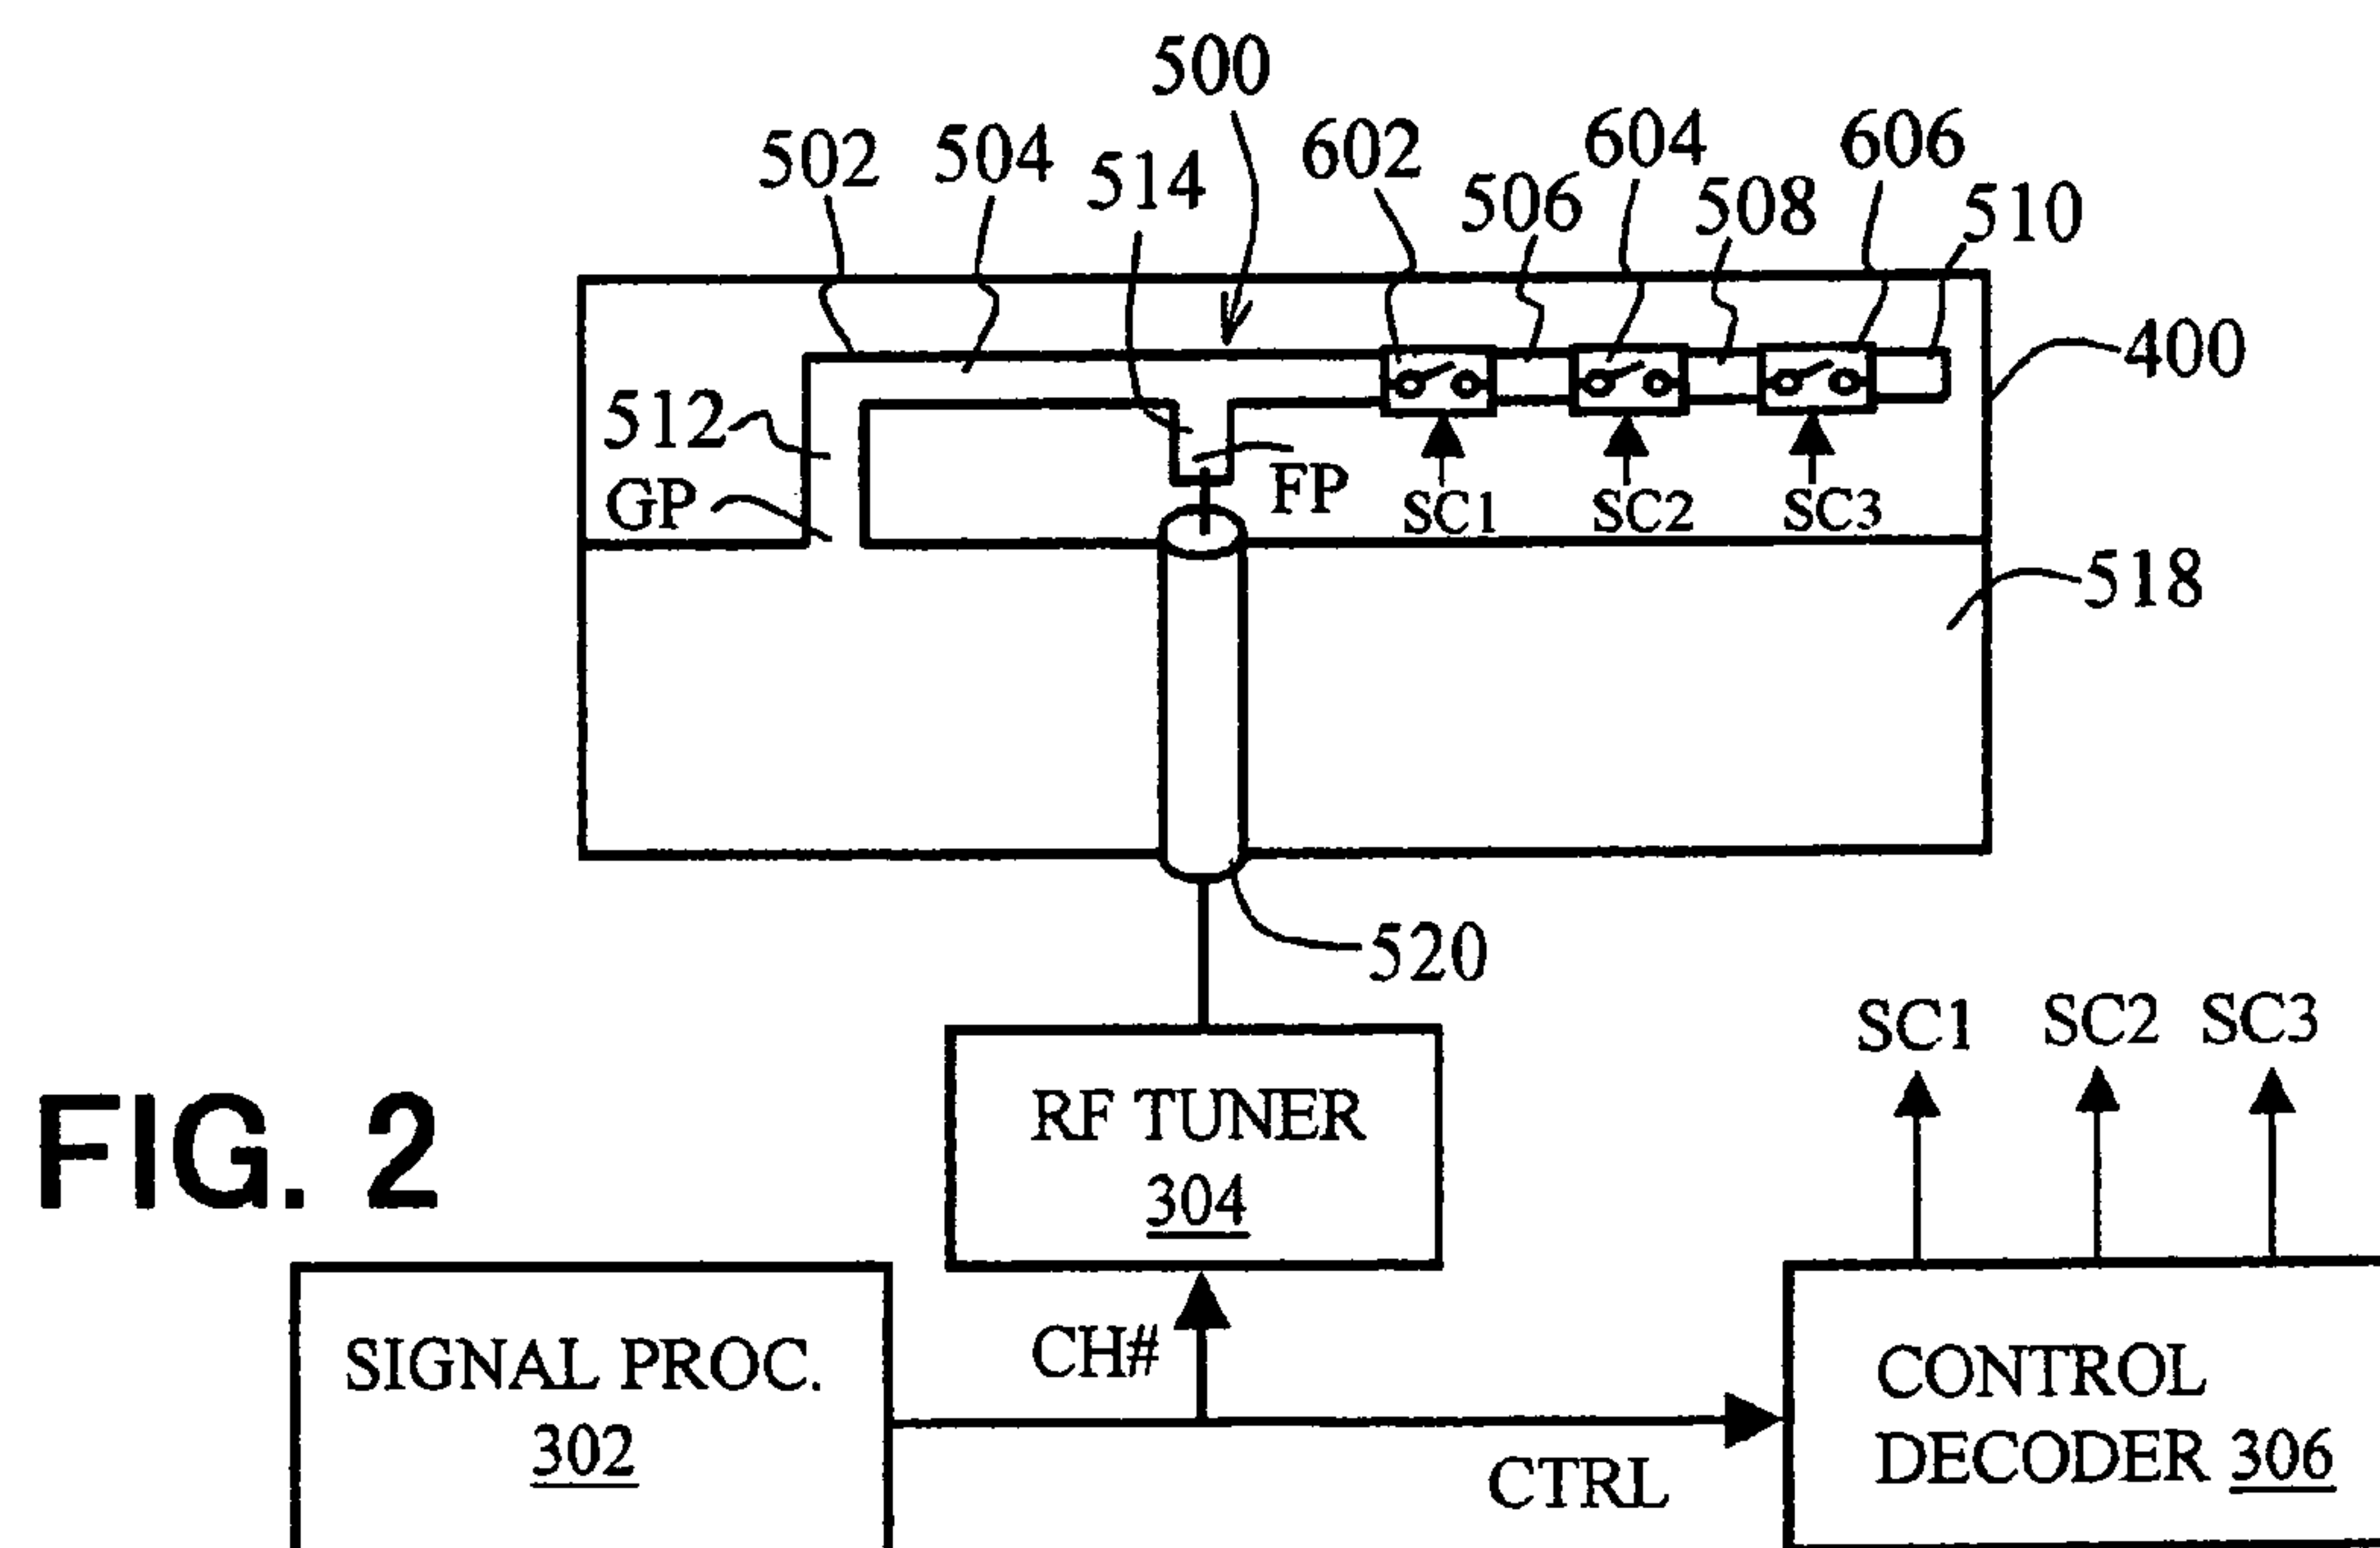 500
502 504 514 602 604 606
506 508 510
400
512
GP FP SC1 SC2 SC3
518
520
SC1 SC2 SC3
RF TUNER
304
FIG. 2
CH#
SIGNAL PROC.
302
CONTROL
DECODER 306
CTRL